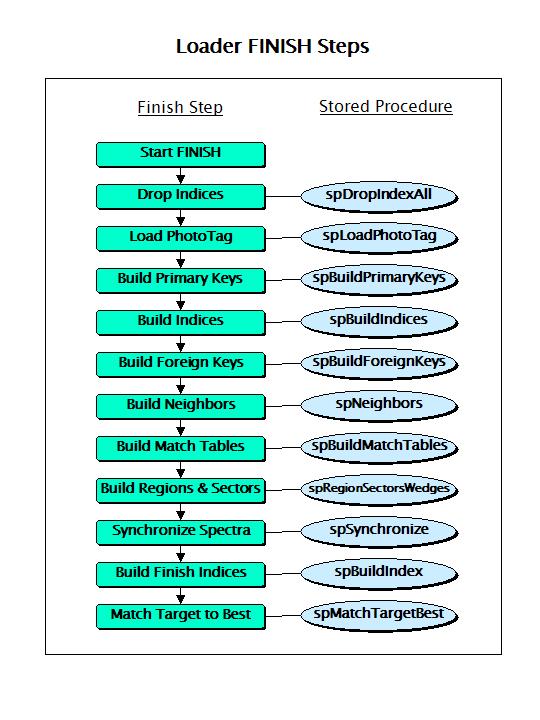 Loader FINISH Steps
Finish Step Stored Procedure
Start FINISH
Drop Indices spDropIndexAll
Load PhotoTag spLoadPhotoTag
Build Primary Keys spBuildPrimaryKeys
Build Indices spBuildIndices
Build Foreign Keys spBuildForeignKeys
Build Neighbors spNeighbors
Build Match Tables spBuildMatchTables
Build Regions & Sectors spRegionSectorsWedges
Synchronize Spectra spSynchronize
Build Finish Indices spBuildIndex
Match Target to Best spMatchTargetBest